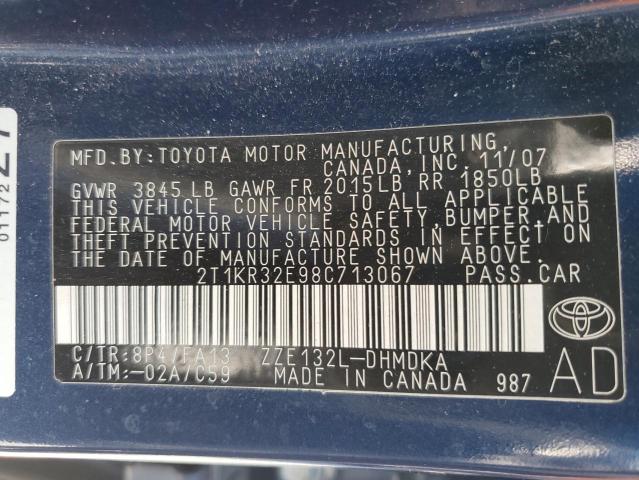 MFD.BY:TOYOTA MOTOR MANUFACTURING,
CANADA, INC. 11/07
GVWR 3845 LB GAWR FR 2015LB RR 1850LB
THIS VEHICLE CONFORMS TO ALL APPLICABLE
FEDERAL MOTOR VEHICLE SAFETY, BUMPER, AND
THEFT PREVENTION STANDARDS IN EFFECT ON
THE DATE OF MANUFACTURE SHOWN ABOVE.
2T1KR32E98C713067 PASS.CAR
C/TR:8P4/FA13 ZZE132L-DHMDKA
A/TM:-02A/C59 MADE IN CANADA 987
AD
01172